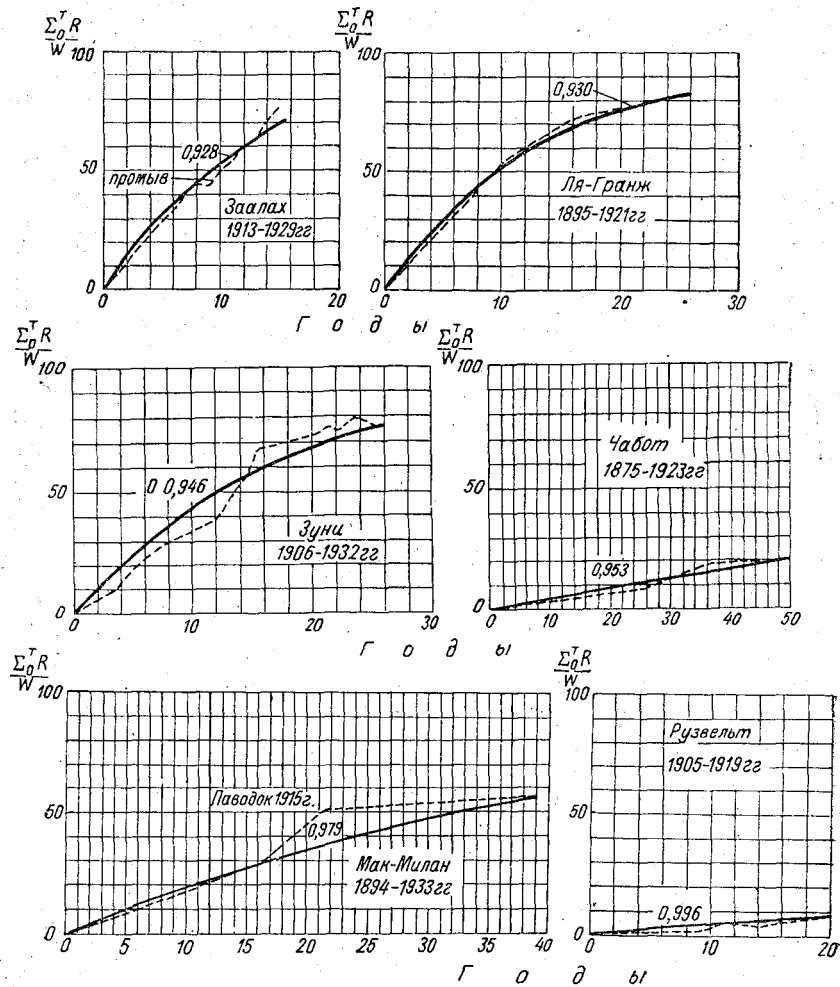 Σ₀ᵀR
W
100
50
0
0,928
промыв
Заалах
1913-1929гг
0
10
20
Σ₀ᵀR
W
100
50
0
0,930
Ля-Гранж
1895-1921гг
0
10
20
30
Годы
Σ₀ᵀR
W
100
50
0
0 0,946
Зуни
1906-1932гг
0
10
20
30
Σ₀ᵀR
W
100
50
0
Чабот
1875-1923гг
0,953
0
10
20
30
40
50
Годы
Σ₀ᵀR
W
100
50
0
Паводок 1915г.
0,979
Мак-Милан
1894-1933гг
0
5
10
15
20
25
30
35
40
Σ₀ᵀR
W
100
50
0
Рузвельт
1905-1919гг
0,996
0
10
20
Годы